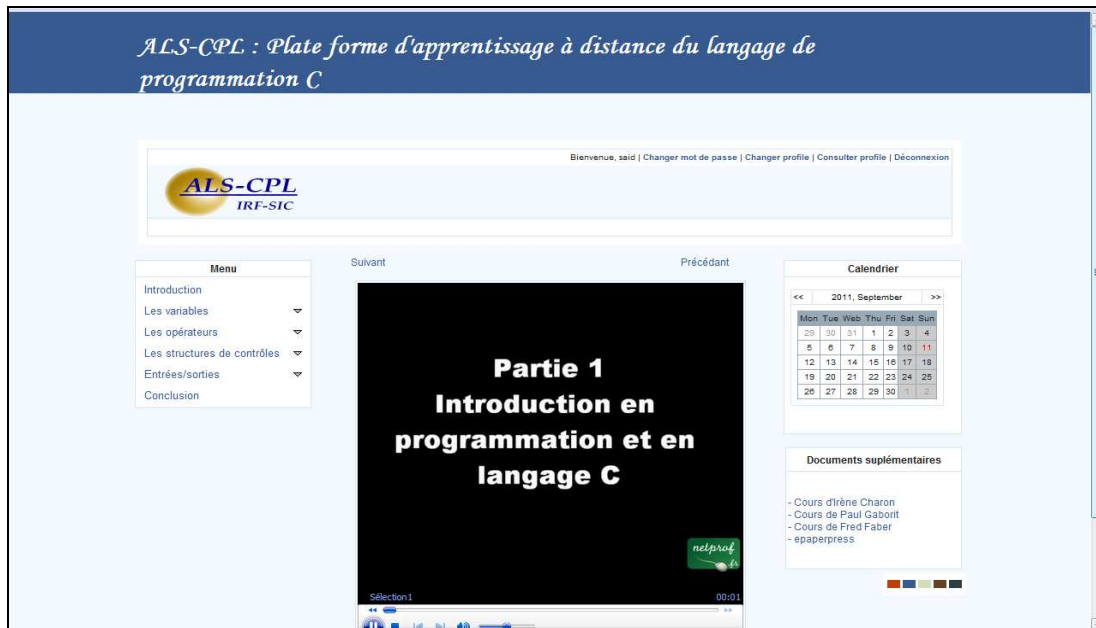 ALS-CPL : Plate forme d'apprentissage à distance du langage de
programmation C
Bienvenue, said | Changer mot de passe | Changer profile | Consulter profile | Déconnexion
ALS-CPL
IRF-SIC
Menu
Introduction
Les variables
Les opérateurs
Les structures de contrôles
Entrées/sorties
Conclusion
Suivant
Précédant
Partie 1
Introduction en
programmation et en
langage C
netprof
.fr
Sélection1
00:01
Calendrier
<< 2011, September >>
Mon Tue Web Thu Fri Sat Sun
29 30 31 1 2 3 4
5 6 7 8 9 10 11
12 13 14 15 16 17 18
19 20 21 22 23 24 25
26 27 28 29 30 1 2
Documents suplémentaires
- Cours d'Irène Charon
- Cours de Paul Gaborit
- Cours de Fred Faber
- epaperpress